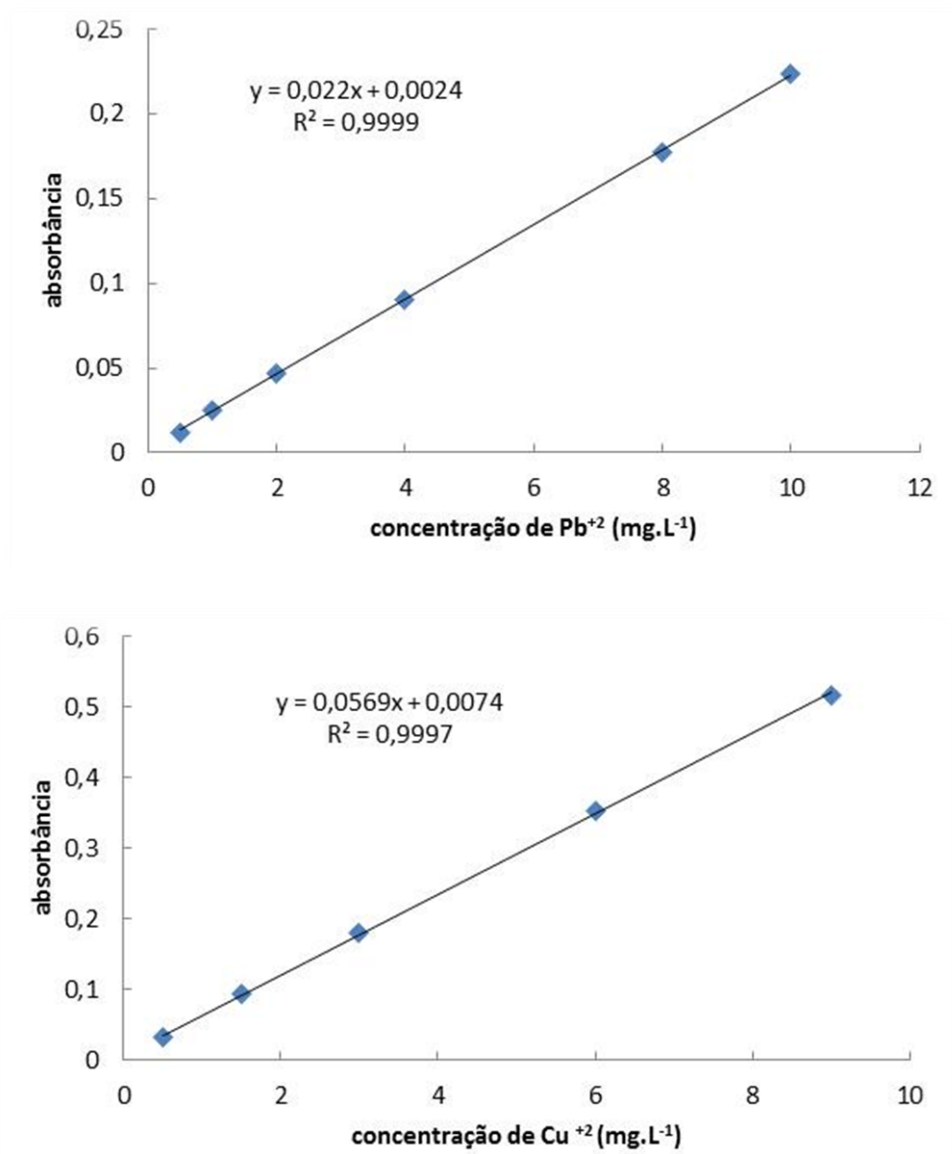 0,25
y = 0,022x + 0,0024
R² = 0,9999
0,2
0,15
0,1
0,05
0
absorbância
0 2 4 6 8 10 12
concentração de Pb⁺² (mg.L⁻¹)
0,6
y = 0,0569x + 0,0074
R² = 0,9997
0,5
0,4
0,3
0,2
0,1
0
absorbância
0 2 4 6 8 10
concentração de Cu ⁺² (mg.L⁻¹)